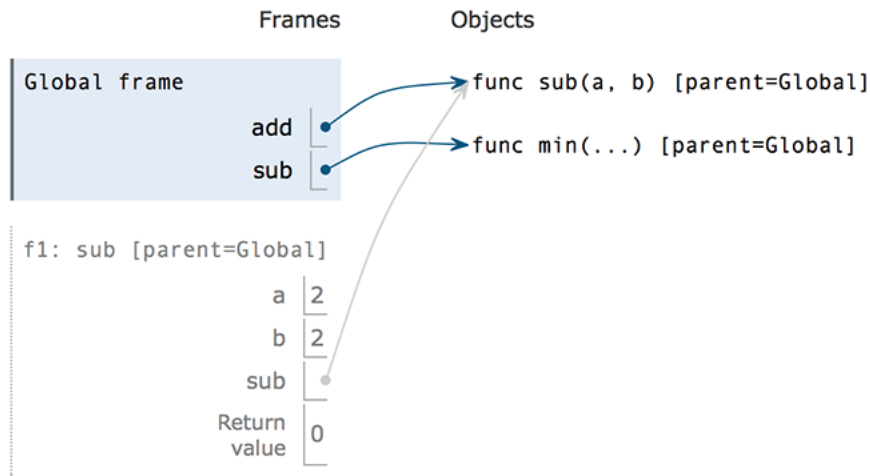 Frames Objects
Global frame
func sub(a, b) [parent=Global]
add
func min(...) [parent=Global]
sub
f1: sub [parent=Global]
a 2
b 2
sub
Return
value 0